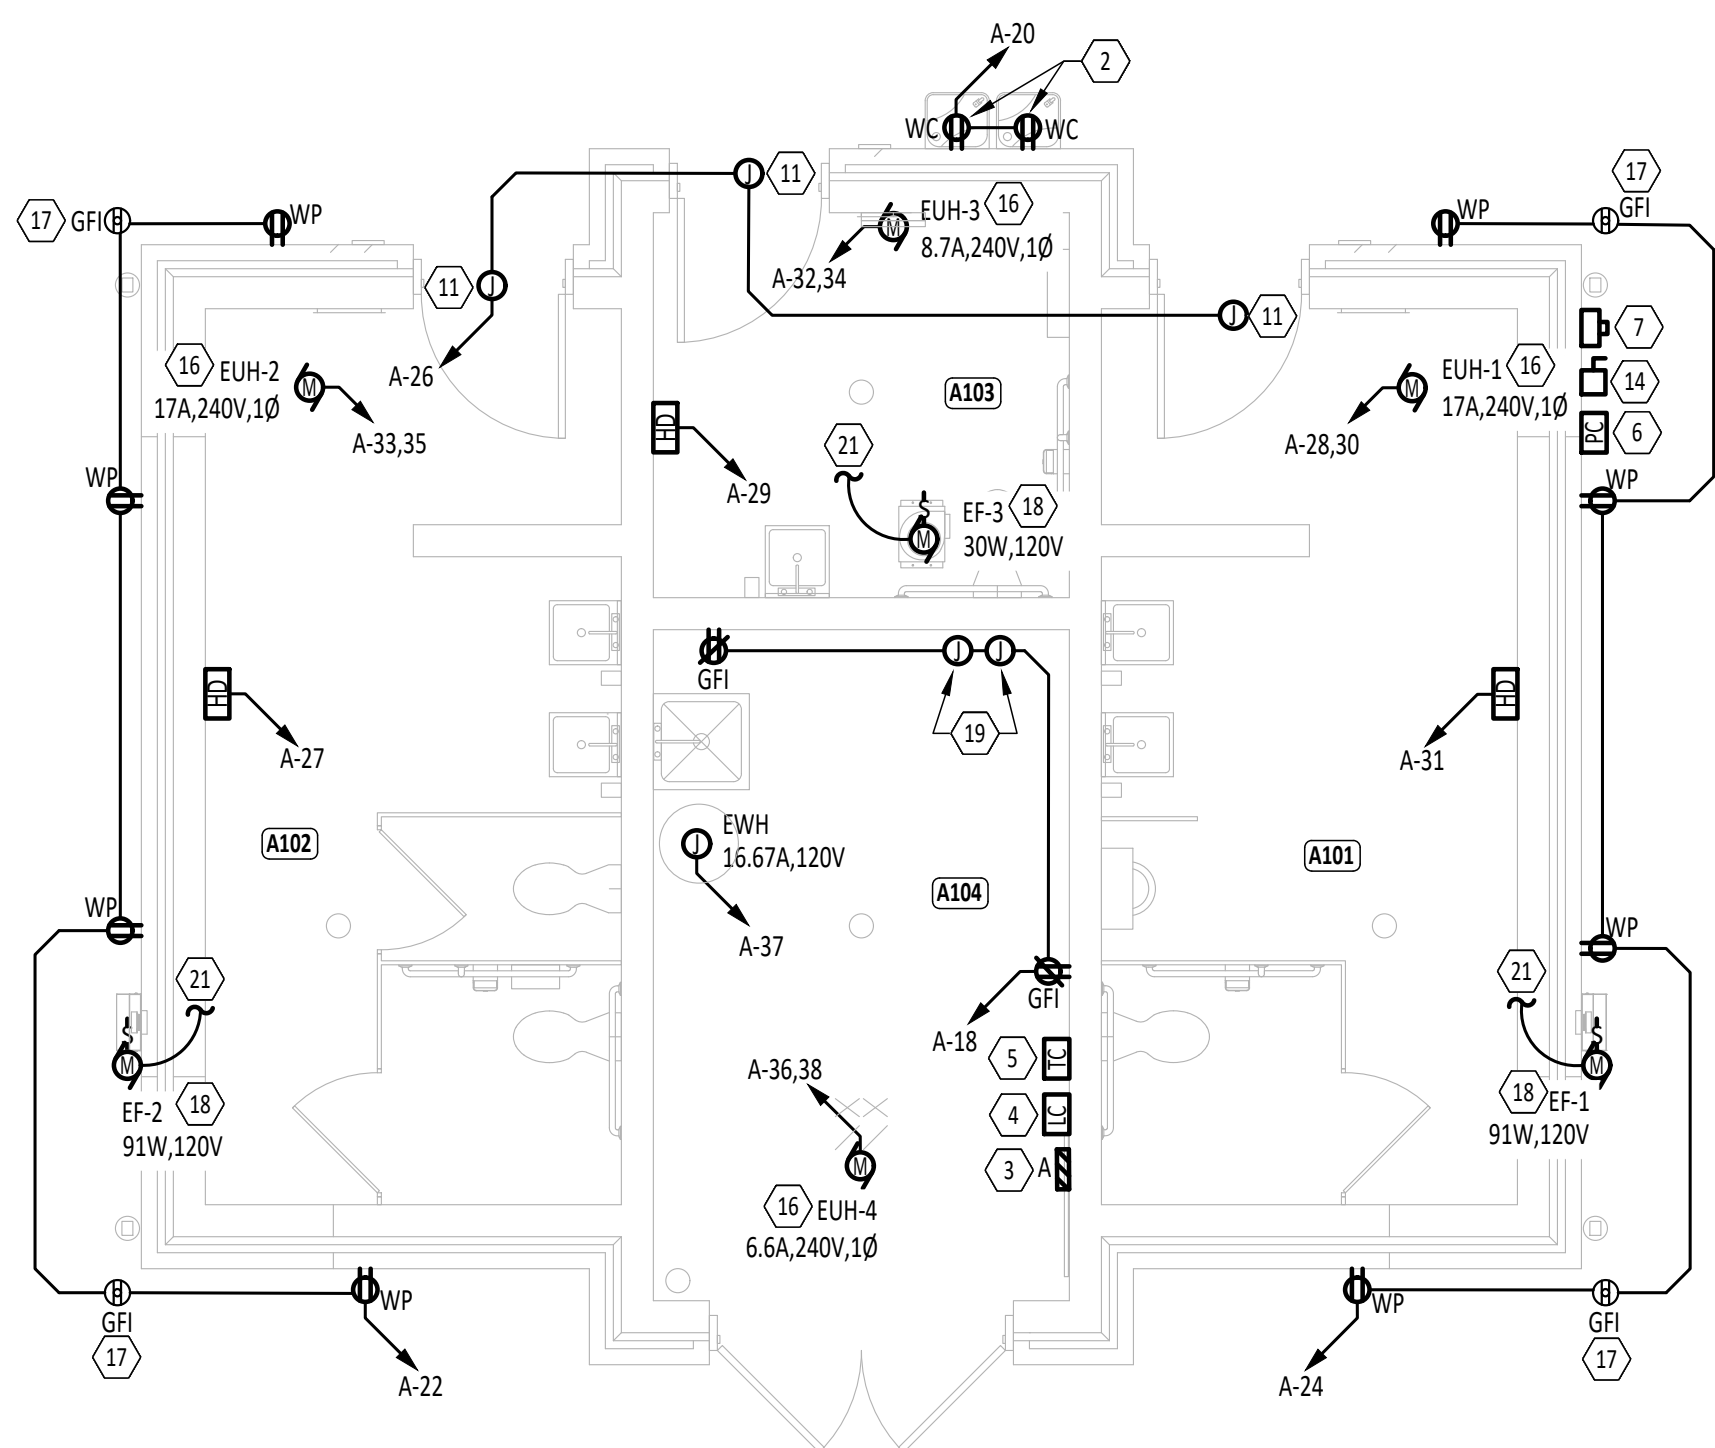 A-20
2
WC
WC
11
17
GFI
WP
EUH-3
16
8.7A,240V,1Ø
A-32,34
17
GFI
WP
J
M
11
J
11
J
7
16
EUH-2
17A,240V,1Ø
M
A-33,35
A-26
A103
HD
A-29
21
EF-3
18
30W,120V
M
M
EUH-1
16
17A,240V,1Ø
A-28,30
14
PC
6
WP
WP
GFI
J
J
19
HD
A-27
HD
A-31
EWH
16.67A,120V
J
A-37
A102
A101
A104
WP
WP
GFI
A-18
21
S
M
EF-2
18
91W,120V
5
TC
4
LC
3
A
A-36,38
M
16
EUH-4
6.6A,240V,1Ø
21
S
M
18
EF-1
91W,120V
GFI
17
WP
A-22
WP
A-24
GFI
17